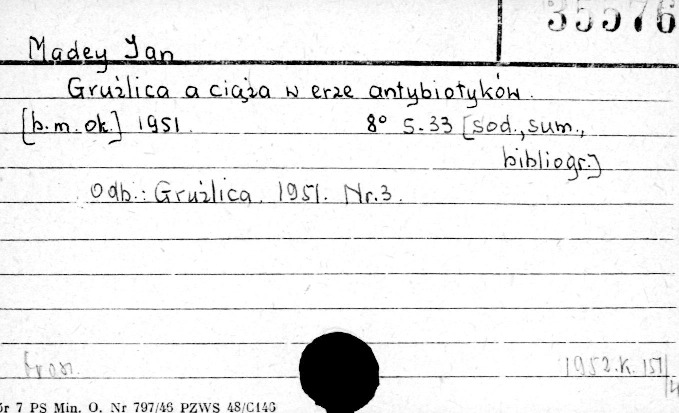 35576
Madey Jan
Gruźlica a ciąża w erze antybiotyków.
[b.m.ok.] 1951. 8° s.33 [sod., sum.,
bibliogr.]
Odb.: Gruźlica. 1951. Nr.3.
1952.K.151/
ór 7 PS Min. O. Nr 797/46 PZWS 48/C146